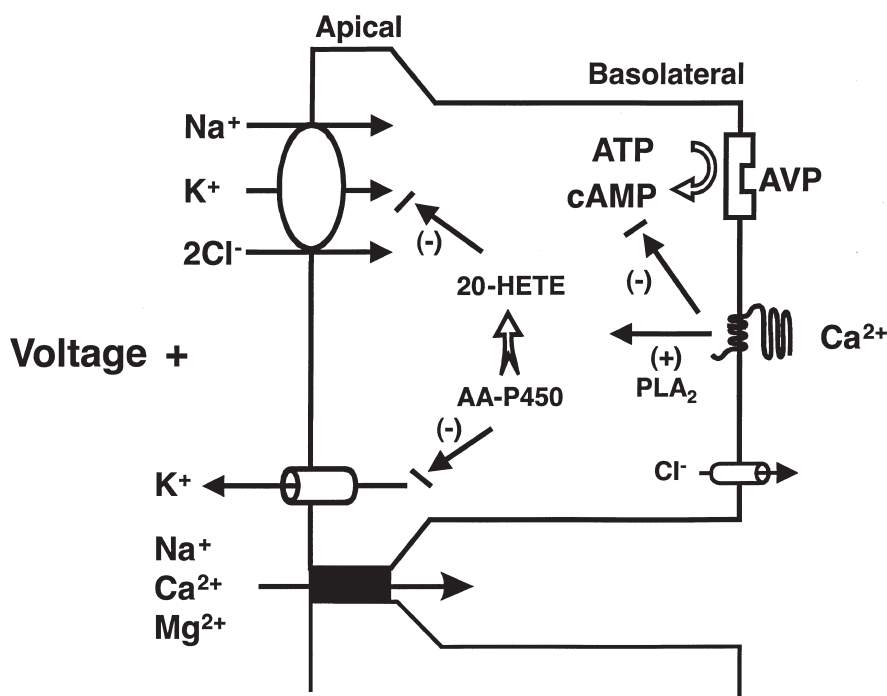 Apical
Basolateral
Na⁺
ATP
K⁺
cAMP
AVP
2Cl⁻
(-)
(-)
20-HETE
Voltage +
Ca²⁺
(+)
PLA₂
AA-P450
(-)
Cl⁻
K⁺
Na⁺
Ca²⁺
Mg²⁺